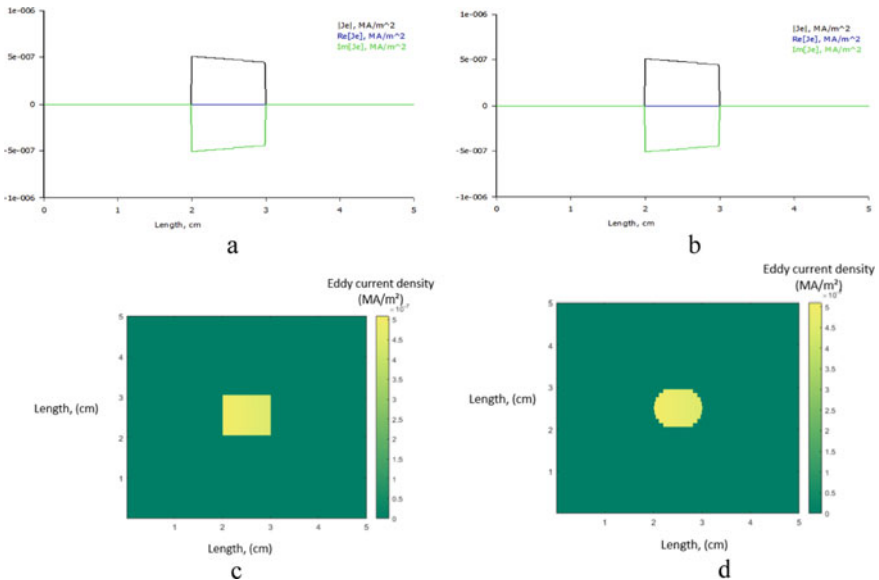 1e-006
5e-007
0
-5e-007
-1e-006
|Je|, MA/m^2
Re[Je], MA/m^2
Im[Je], MA/m^2
0
1
2
3
4
5
Length, cm
a
1e-006
5e-007
0
-5e-007
-1e-006
|Je|, MA/m^2
Re[Je], MA/m^2
Im[Je], MA/m^2
0
1
2
3
4
5
Length, cm
b
Eddy current density
(MA/m²)
×10⁻⁷
5
4
3
2
1
Length, (cm)
1
2
3
4
5
Length, (cm)
5
4.5
4
3.5
3
2.5
2
1.5
1
0.5
0
c
Eddy current density
(MA/m²)
×10⁻⁷
5
4
3
2
1
Length, (cm)
1
2
3
4
5
Length, (cm)
5
4.5
4
3.5
3
2.5
2
1.5
1
0.5
0
d